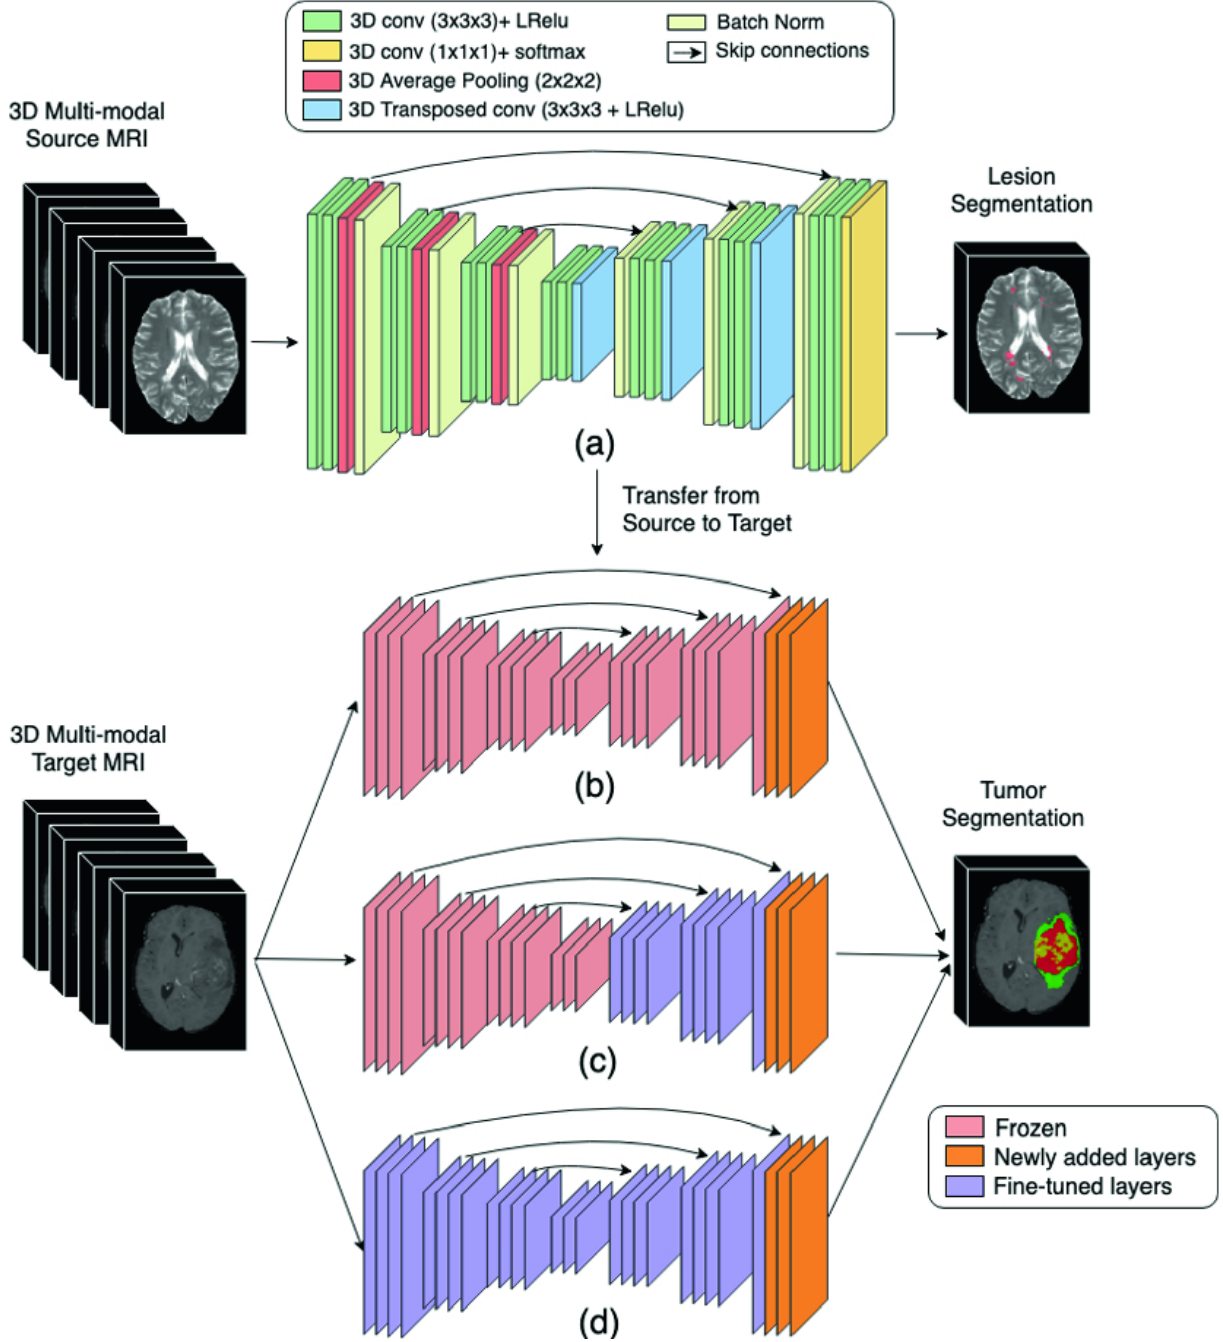 3D conv (3x3x3)+ LRelu
Batch Norm
3D conv (1x1x1)+ softmax
Skip connections
3D Average Pooling (2x2x2)
3D Transposed conv (3x3x3 + LRelu)
3D Multi-modal
Source MRI
Lesion
Segmentation
(a)
Transfer from
Source to Target
(b)
3D Multi-modal
Target MRI
Tumor
Segmentation
(c)
Frozen
Newly added layers
Fine-tuned layers
(d)